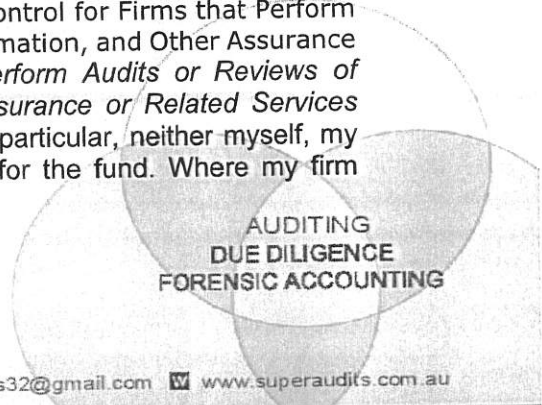 ontrol for Firms that Perform
mation, and Other Assurance
erform Audits or Reviews of
surance or Related Services
particular, neither myself, my
for the fund. Where my firm
AUDITING
DUE DILIGENCE
FORENSIC ACCOUNTING
s32@gmail.com W www.superaudits.com.au